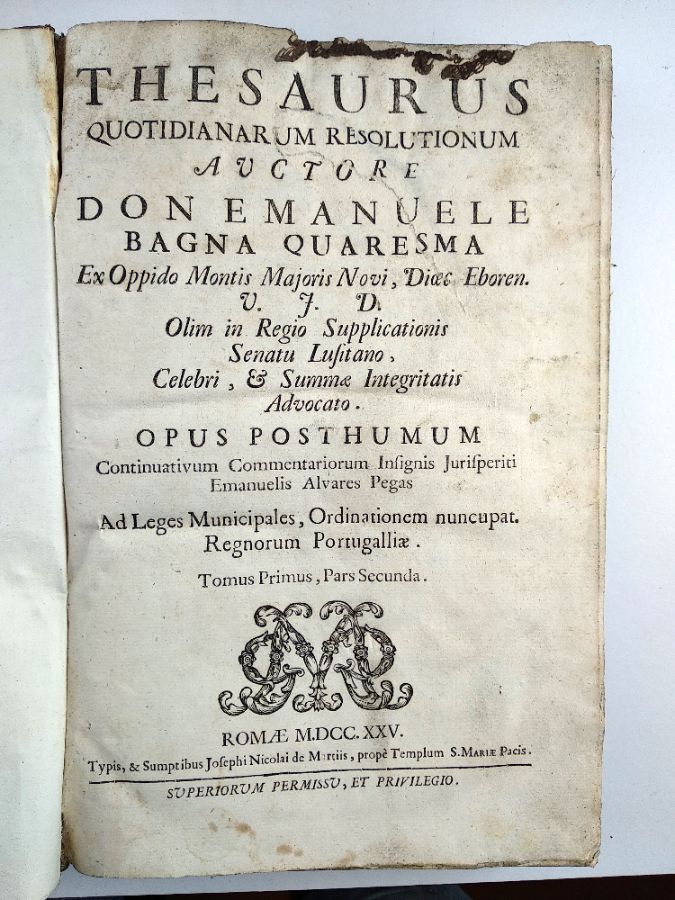 THESAURUS
QUOTIDIANARUM RESOLUTIONUM
AVCTORE
DON EMANUELE
BAGNA QUARESMA
Ex Oppido Montis Majoris Novi, Diœc Eboren.
V. J. D.
Olim in Regio Supplicationis
Senatu Luſitano,
Celebri, & Summæ Integritatis
Advocato.
OPUS POSTHUMUM
Continuativum Commentariorum Inſignis Juriſperiti
Emanuelis Alvares Pegas
Ad Leges Municipales, Ordinationem nuncupat.
Regnorum Portugalliæ.
Tomus Primus, Pars Secunda.
ROMÆ M.DCC.XXV.
Typis, & Sumptibus Joſephi Nicolai de Martiis, propè Templum S. MARIÆ Pacis.
SVPERIORVM PERMISSV, ET PRIVILEGIO.